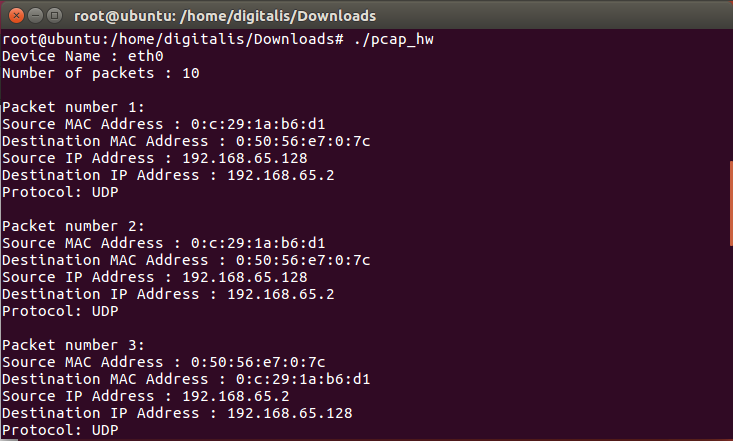 root@ubuntu: /home/digitalis/Downloads
root@ubuntu:/home/digitalis/Downloads# ./pcap_hw
Device Name : eth0
Number of packets : 10
Packet number 1:
Source MAC Address : 0:c:29:1a:b6:d1
Destination MAC Address : 0:50:56:e7:0:7c
Source IP Address : 192.168.65.128
Destination IP Address : 192.168.65.2
Protocol: UDP
Packet number 2:
Source MAC Address : 0:c:29:1a:b6:d1
Destination MAC Address : 0:50:56:e7:0:7c
Source IP Address : 192.168.65.128
Destination IP Address : 192.168.65.2
Protocol: UDP
Packet number 3:
Source MAC Address : 0:50:56:e7:0:7c
Destination MAC Address : 0:c:29:1a:b6:d1
Source IP Address : 192.168.65.2
Destination IP Address : 192.168.65.128
Protocol: UDP